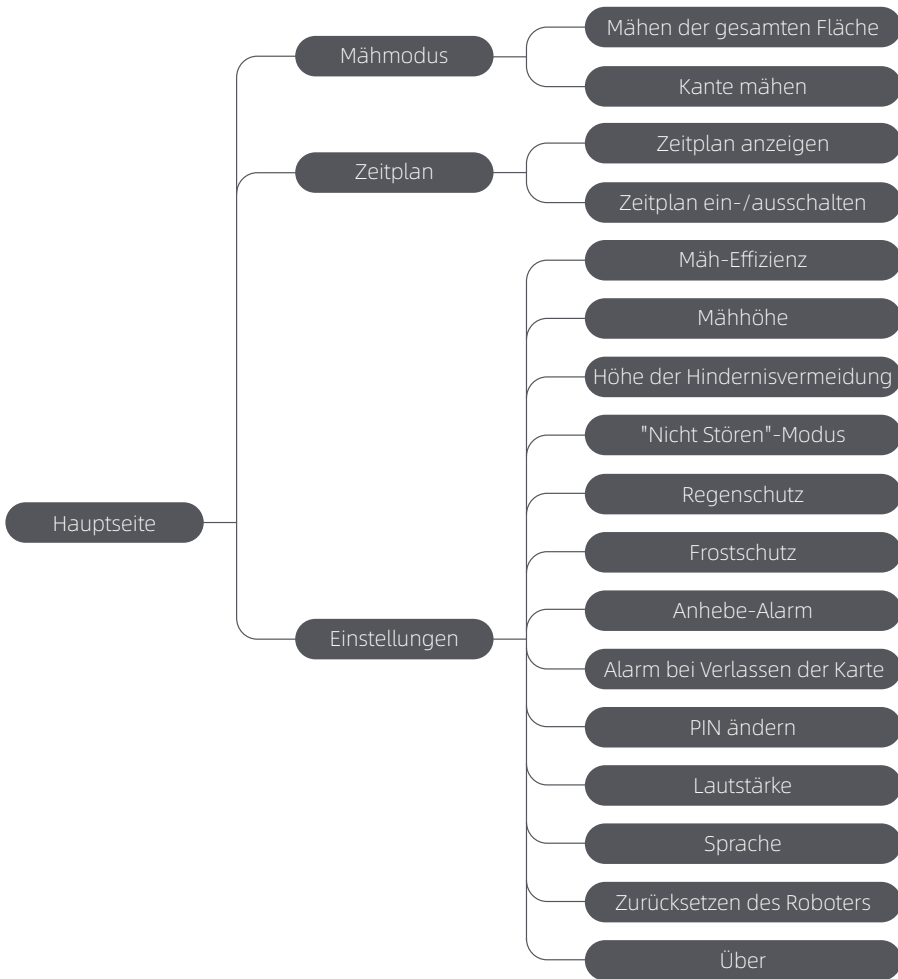 Hauptseite
Mähmodus
Mähen der gesamten Fläche
Kante mähen
Zeitplan
Zeitplan anzeigen
Zeitplan ein-/ausschalten
Einstellungen
Mäh-Effizienz
Mähhöhe
Höhe der Hindernisvermeidung
"Nicht Stören"-Modus
Regenschutz
Frostschutz
Anhebe-Alarm
Alarm bei Verlassen der Karte
PIN ändern
Lautstärke
Sprache
Zurücksetzen des Roboters
Über